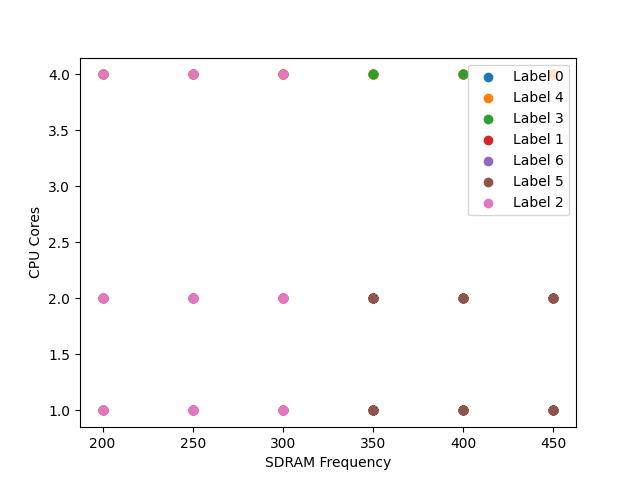 4.0
3.5
3.0
2.5
2.0
1.5
1.0
CPU Cores
Label 0
Label 4
Label 3
Label 1
Label 6
Label 5
Label 2
200 250 300 350 400 450
SDRAM Frequency